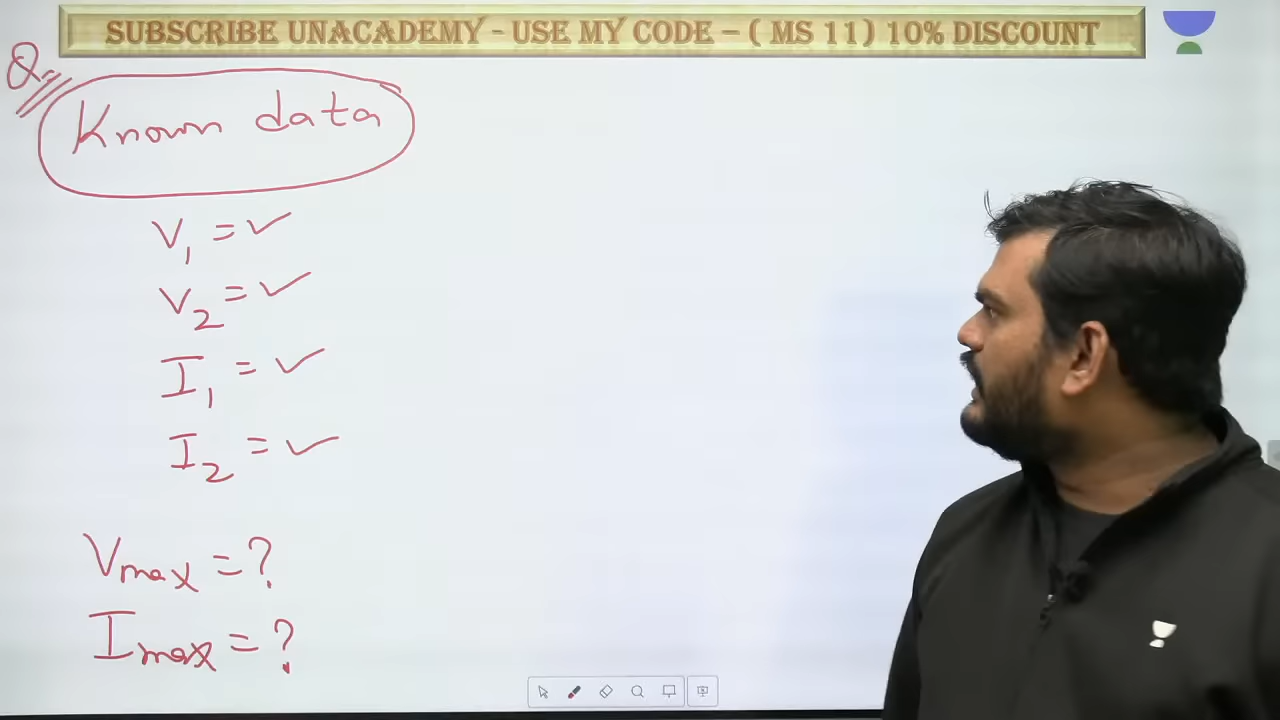 SUBSCRIBE UNACADEMY - USE MY CODE – ( MS 11) 10% DISCOUNT
Q.
Known data
V₁ = ✓
V₂ = ✓
I₁ = ✓
I₂ = ✓
Vmax = ?
Imax = ?